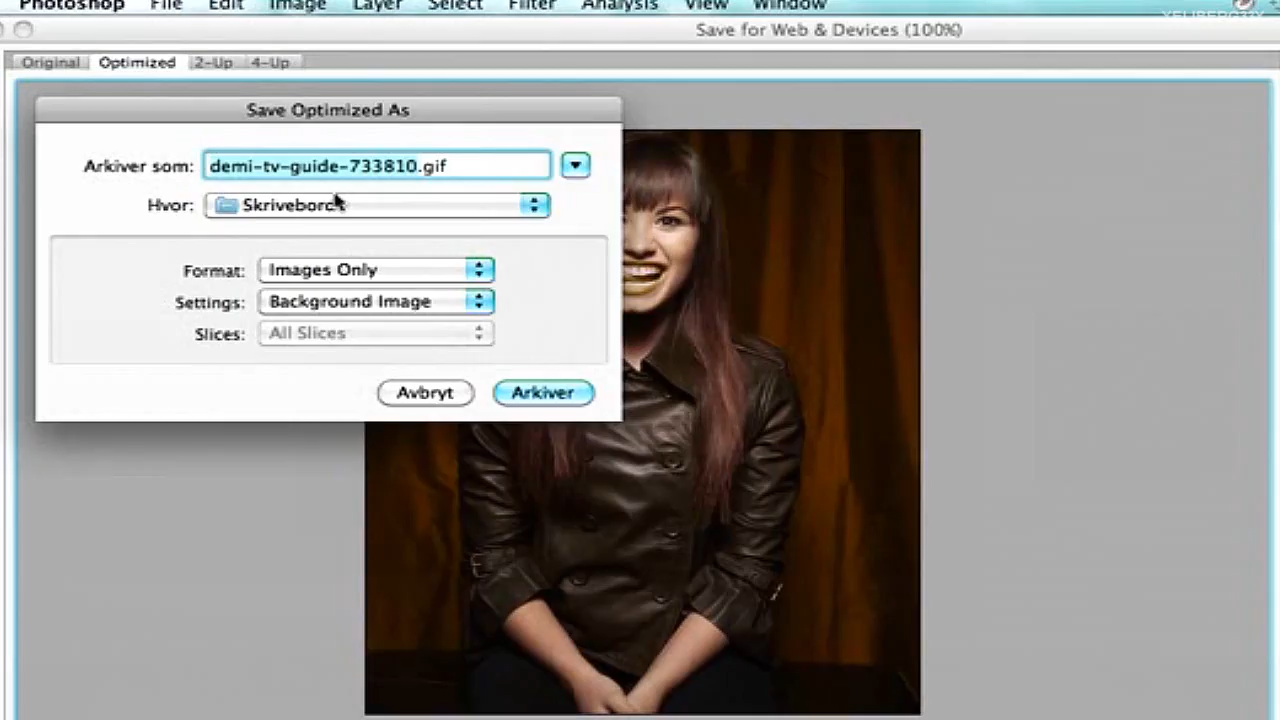 Photoshop File Edit Image Layer Select Filter Analysis View Window
Save for Web & Devices (100%)
Original Optimized 2-Up 4-Up
Save Optimized As
Arkiver som: demi-tv-guide-733810.gif
Hvor: Skrivebord
Format: Images Only
Settings: Background Image
Slices: All Slices
Avbryt Arkiver